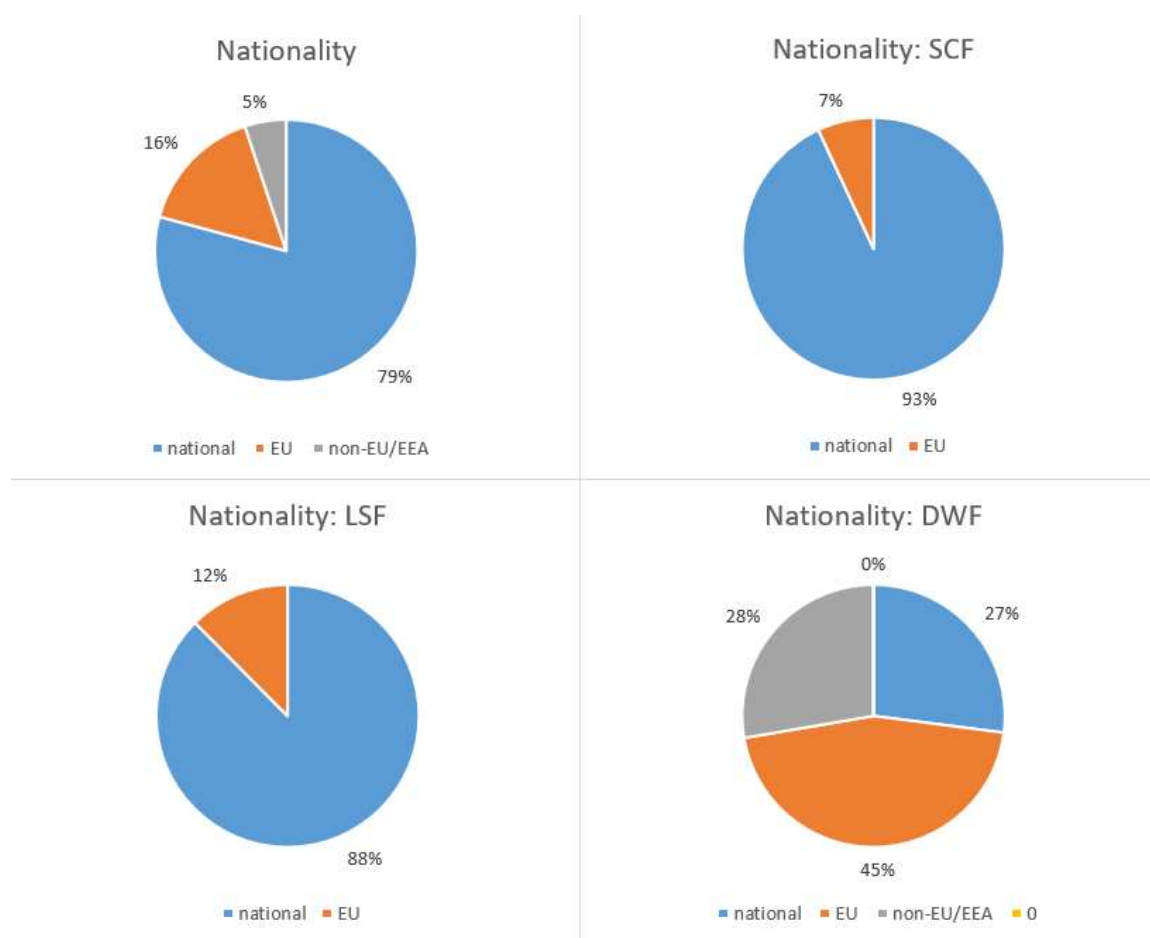 Nationality
5%
16%
79%
national EU non-EU/EEA
Nationality: SCF
7%
93%
national EU
Nationality: LSF
12%
88%
national EU
Nationality: DWF
0%
28%
27%
45%
national EU non-EU/EEA 0